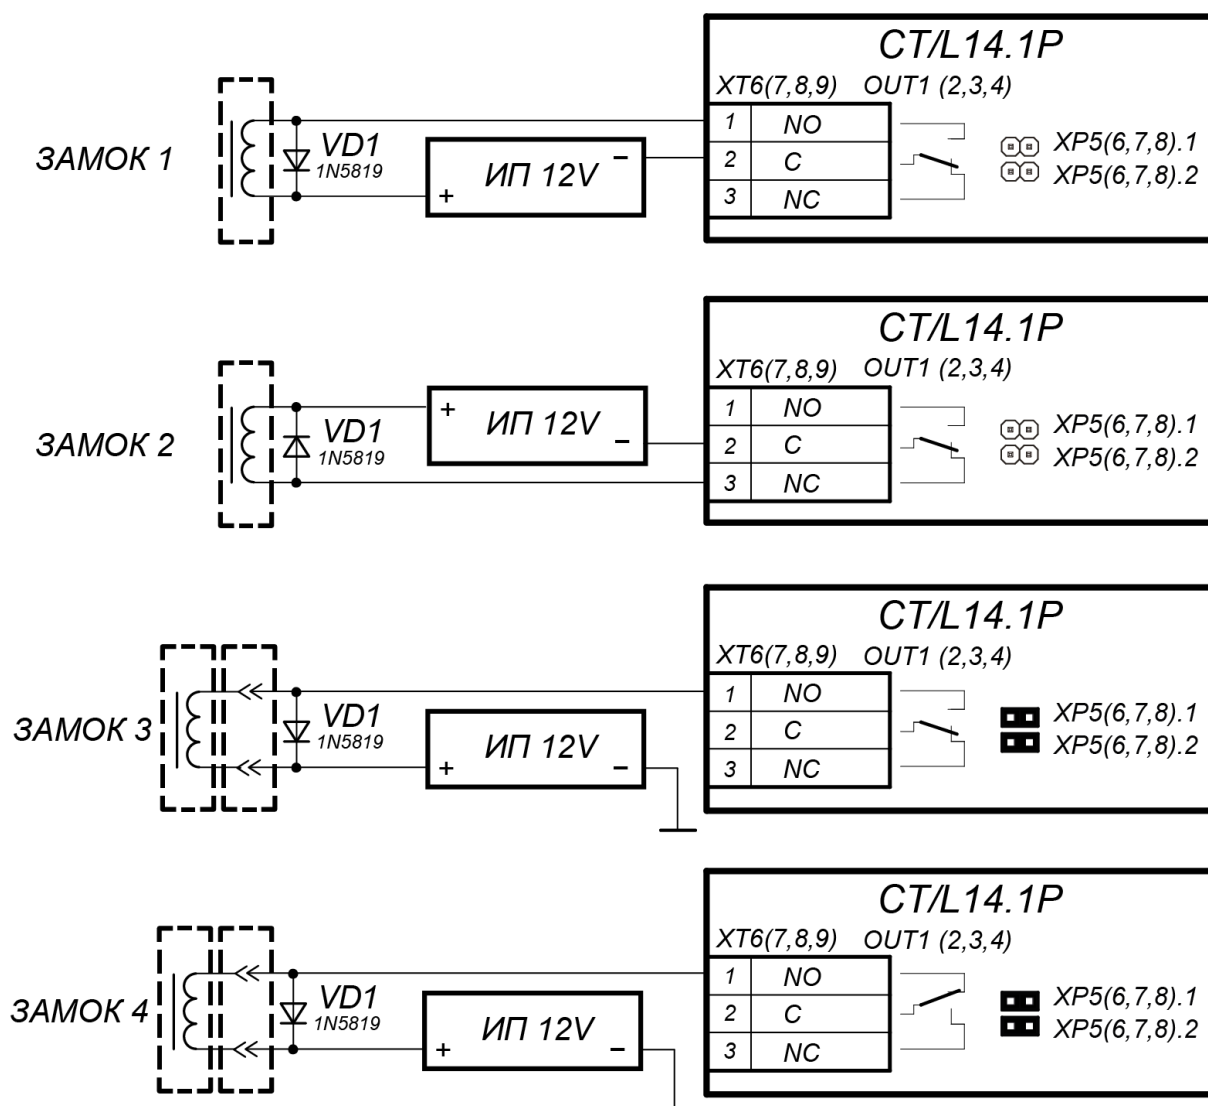 CT/L14.1P
XT6(7,8,9) OUT1 (2,3,4)
ЗАМОК 1
VD1
1N5819
ИП 12V
−
+
1 NO
2 C
3 NC
XP5(6,7,8).1
XP5(6,7,8).2
CT/L14.1P
XT6(7,8,9) OUT1 (2,3,4)
ЗАМОК 2
VD1
1N5819
+
ИП 12V
−
1 NO
2 C
3 NC
XP5(6,7,8).1
XP5(6,7,8).2
CT/L14.1P
XT6(7,8,9) OUT1 (2,3,4)
ЗАМОК 3
VD1
1N5819
ИП 12V
+ −
1 NO
2 C
3 NC
XP5(6,7,8).1
XP5(6,7,8).2
CT/L14.1P
XT6(7,8,9) OUT1 (2,3,4)
ЗАМОК 4
VD1
1N5819
ИП 12V
+ −
1 NO
2 C
3 NC
XP5(6,7,8).1
XP5(6,7,8).2